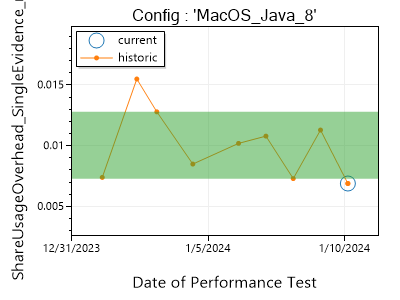 Config : 'MacOS_Java_8'
ShareUsageOverhead_SingleEvidence_
current
historic
0.015
0.01
0.005
12/31/2023
1/5/2024
1/10/2024
Date of Performance Test